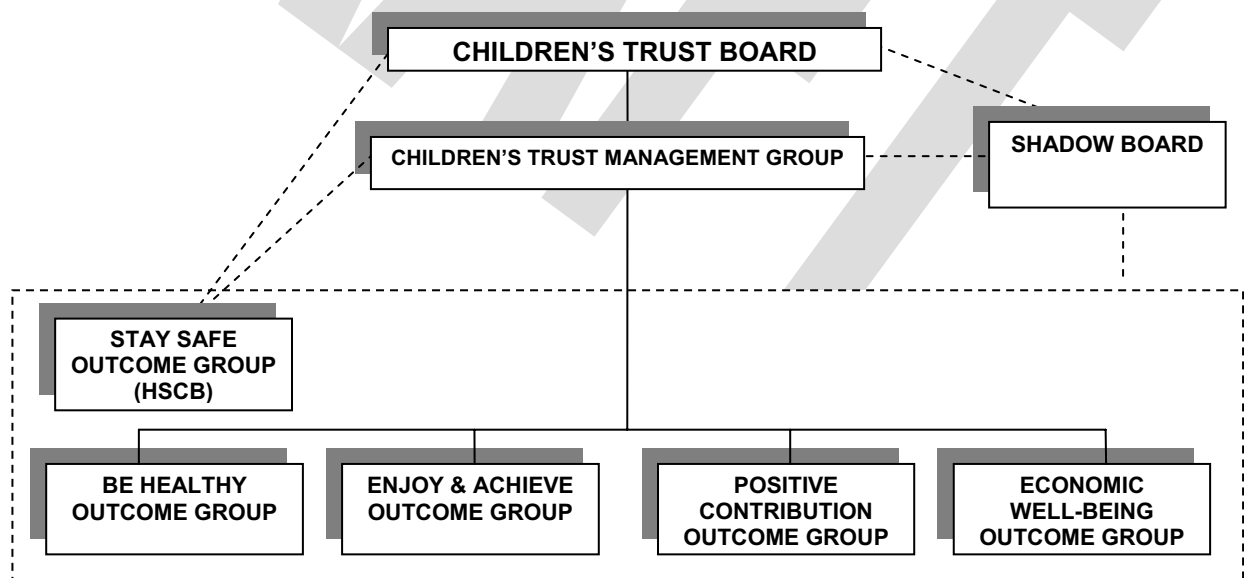 CHILDREN’S TRUST BOARD
CHILDREN’S TRUST MANAGEMENT GROUP
SHADOW BOARD
STAY SAFE
OUTCOME GROUP
(HSCB)
BE HEALTHY
OUTCOME GROUP
ENJOY & ACHIEVE
OUTCOME GROUP
POSITIVE
CONTRIBUTION
OUTCOME GROUP
ECONOMIC
WELL-BEING
OUTCOME GROUP